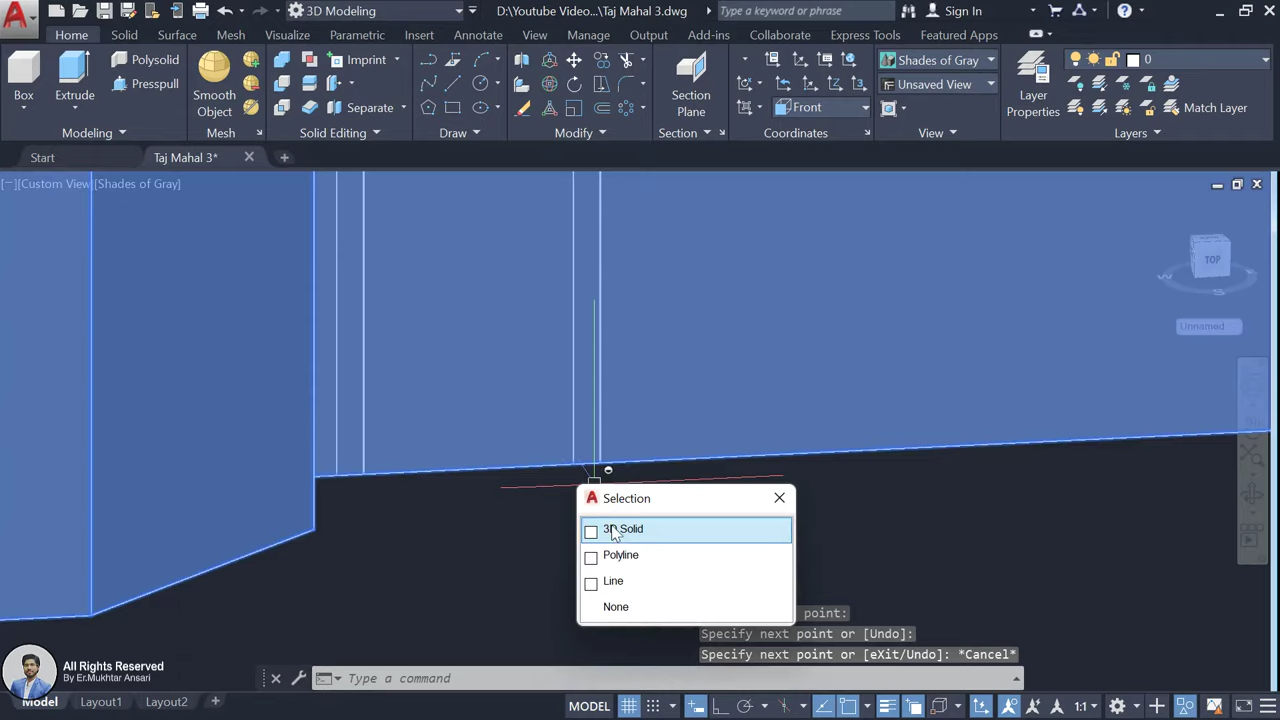 3D Modeling
D:\Youtube Video...\Taj Mahal 3.dwg
Type a keyword or phrase
Sign In
Home Solid Surface Mesh Visualize Parametric Insert Annotate View Manage Output Add-ins Collaborate Express Tools Featured Apps
Box
Extrude
Polysolid
Presspull
Smooth
Object
Imprint
Separate
Section
Plane
Front
Shades of Gray
Unsaved View
Layer
Properties
0
Match Layer
Modeling
Mesh
Solid Editing
Draw
Modify
Section
Coordinates
View
Layers
Start
Taj Mahal 3*
[−][Custom View][Shades of Gray]
TOP
W
S
Unnamed
Selection
3D Solid
Polyline
Line
None
point:
Specify next point or [Undo]:
Specify next point or [eXit/Undo]: *Cancel*
Type a command
All Rights Reserved
By Er.Mukhtar Ansari
Model Layout1 Layout2
MODEL
1:1